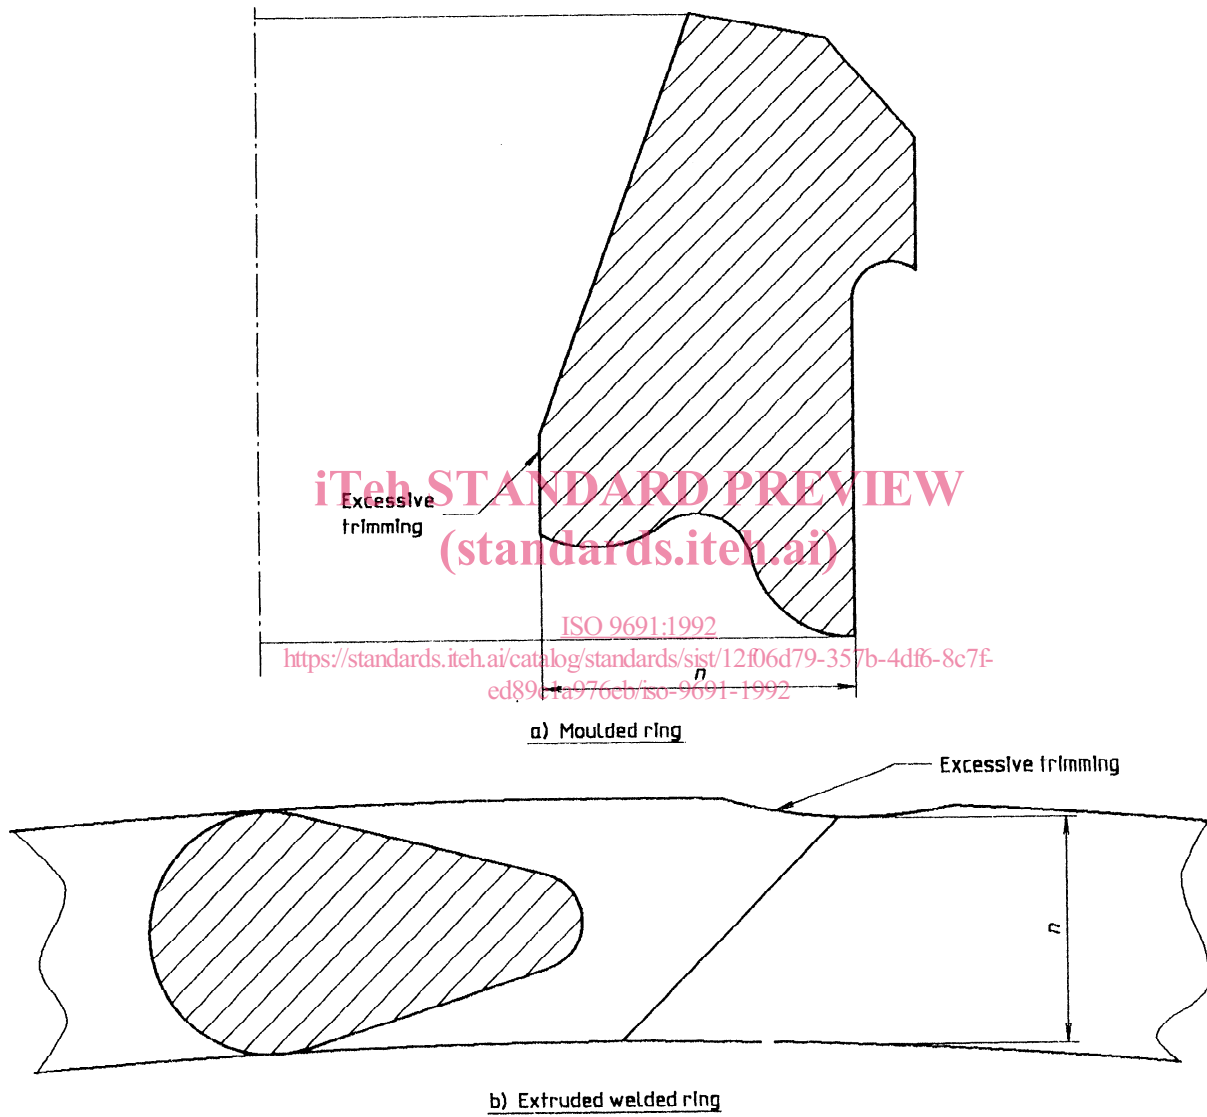 iTeh STANDARD PREVIEW
Excessive
trimming
(standards.iteh.ai)
ISO 9691:1992
https://standards.iteh.ai/catalog/standards/sist/12f06d79-357b-4df6-8c7f-
n
ed89c1a976eb/iso-9691-1992
a) Moulded ring
Excessive trimming
n
b) Extruded welded ring